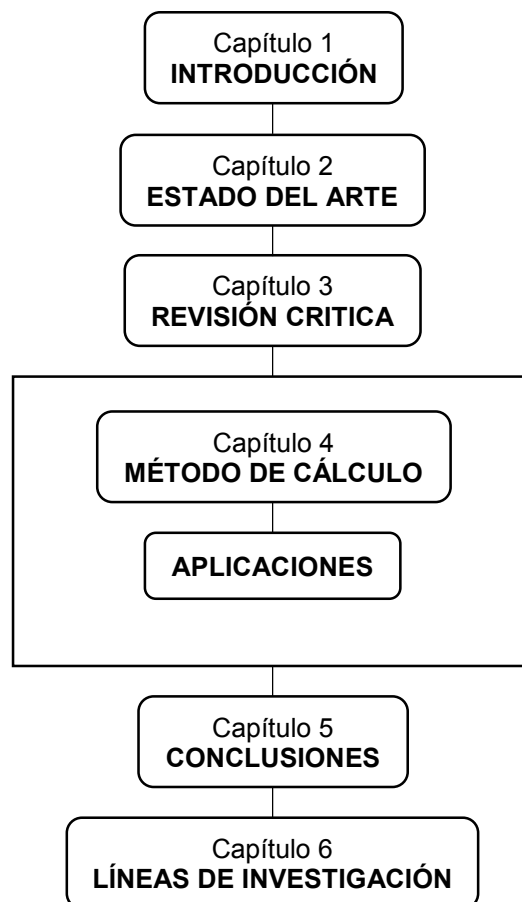 Capítulo 1
INTRODUCCIÓN
Capítulo 2
ESTADO DEL ARTE
Capítulo 3
REVISIÓN CRITICA
Capítulo 4
MÉTODO DE CÁLCULO
APLICACIONES
Capítulo 5
CONCLUSIONES
Capítulo 6
LÍNEAS DE INVESTIGACIÓN